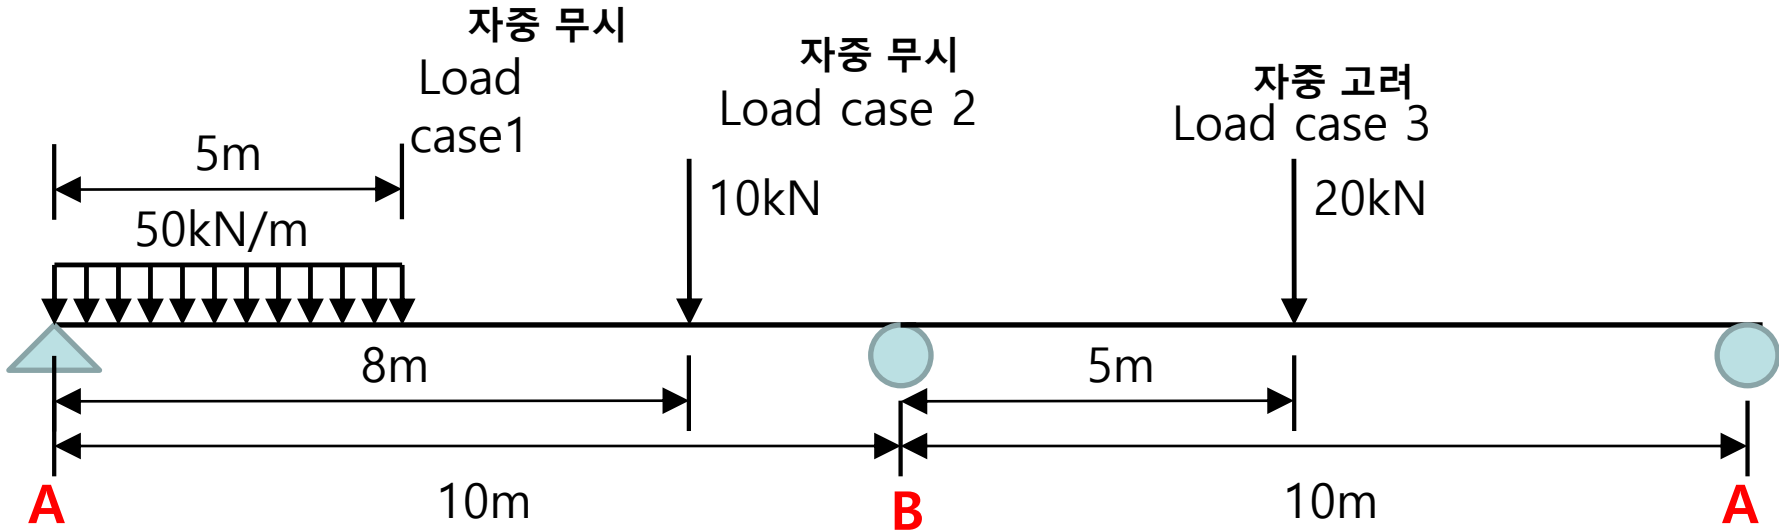 자중 무시
Load
case1
자중 무시
Load case 2
자중 고려
Load case 3
5m
50kN/m
10kN
20kN
8m
5m
10m
10m
A
B
A